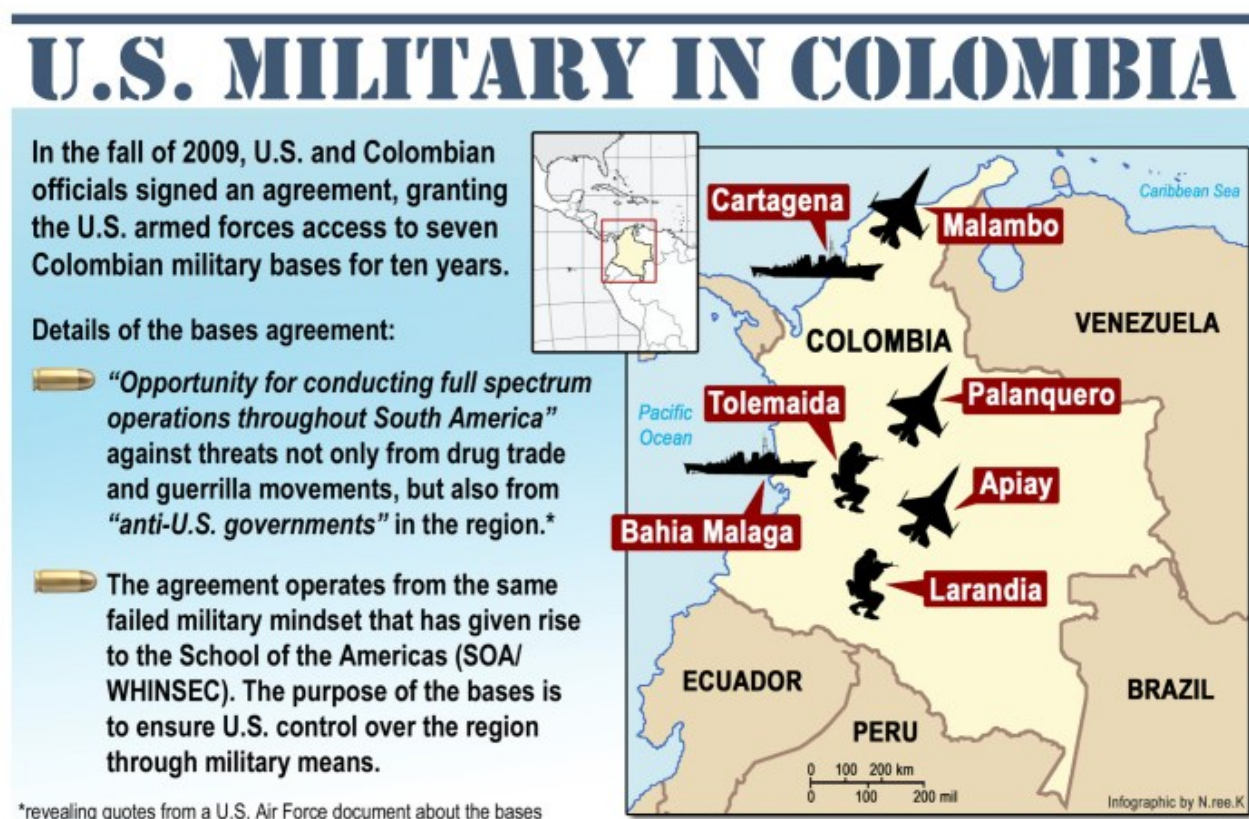 U.S. MILITARY IN COLOMBIA
In the fall of 2009, U.S. and Colombian
officials signed an agreement, granting
the U.S. armed forces access to seven
Colombian military bases for ten years.
Details of the bases agreement:
“Opportunity for conducting full spectrum
operations throughout South America”
against threats not only from drug trade
and guerrilla movements, but also from
“anti-U.S. governments” in the region.*
The agreement operates from the same
failed military mindset that has given rise
to the School of the Americas (SOA/
WHINSEC). The purpose of the bases is
to ensure U.S. control over the region
through military means.
*revealing quotes from a U.S. Air Force document about the bases
Caribbean Sea
Cartagena
Malambo
VENEZUELA
COLOMBIA
Pacific
Ocean
Tolemaida
Palanquero
Apiay
Bahia Malaga
Larandia
ECUADOR
BRAZIL
PERU
0 100 200 km
0 100 200 mil
Infographic by N.ree.K